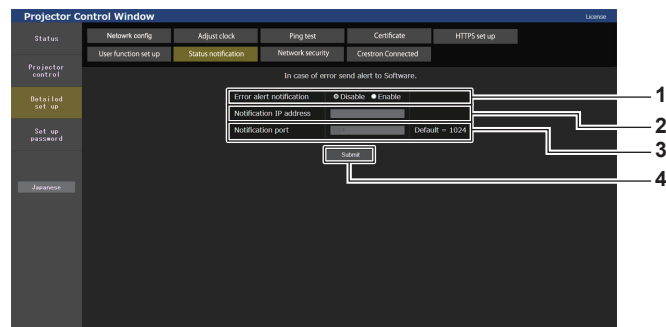 Projector Control Window
License
Status
Netowrk config
Adjust clock
Ping test
Certificate
HTTPS set up
User function set up
Status notification
Network security
Crestron Connected
Projector
control
In case of error send alert to Software.
Detailed
set up
Error alert notification
Disable
Enable
1
Notification IP address
2
Notification port
Default = 1024
3
Set up
password
Submit
4
Japanese